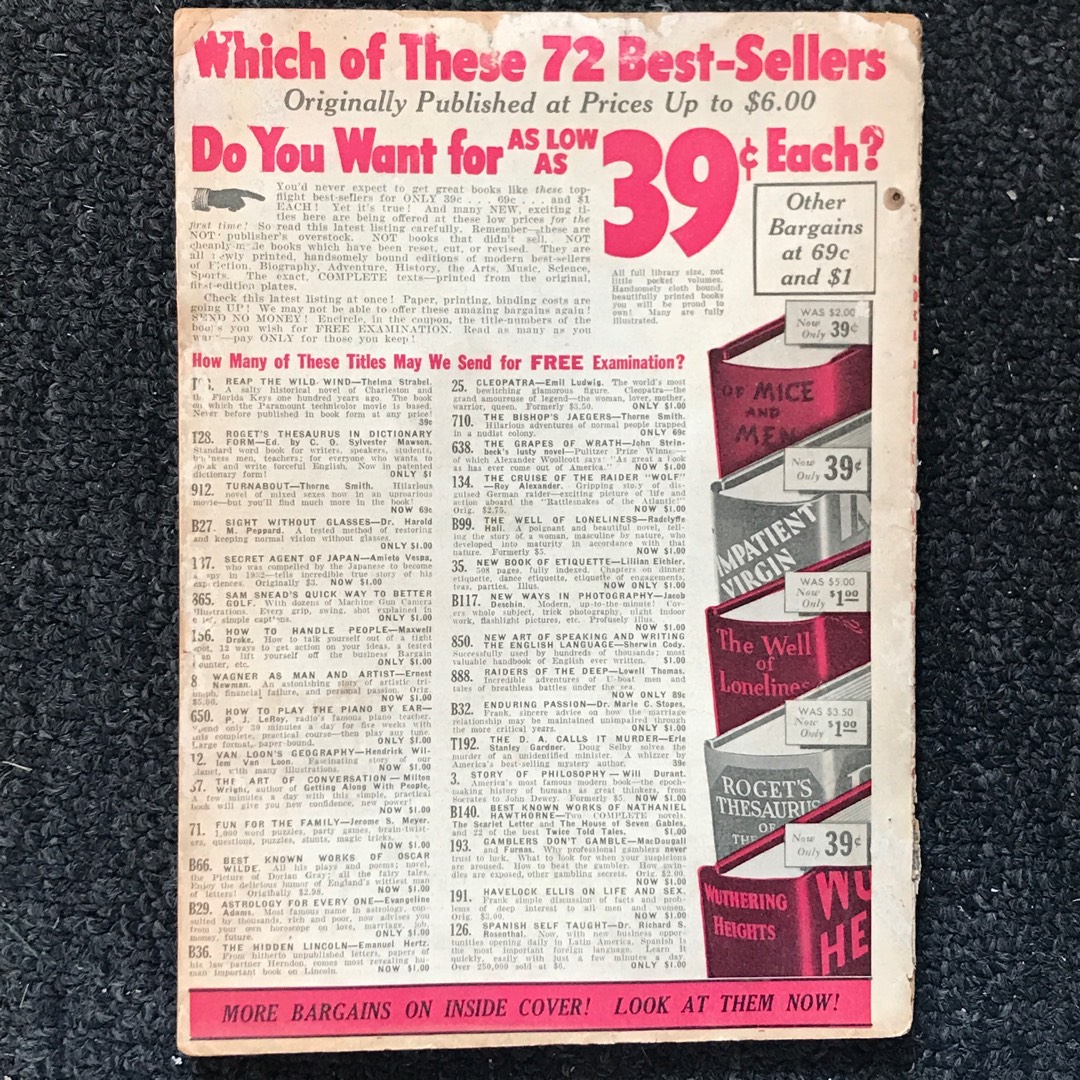 Which of These 72 Best-Sellers
Originally Published at Prices Up to $6.00
Do You Want for AS LOW AS 39¢ Each?
You'd never expect to get great books like these top-
flight best-sellers for ONLY 39c . . . 69c . . . and $1
EACH! Yet it's true! And many NEW, exciting ti-
tles here are being offered at these low prices for the
first time! So read this latest listing carefully. Remember—these are
NOT publisher's overstock. NOT books that didn't sell. NOT
cheaply books which have been reset, cut, or revised. They are
all newly printed, handsomely bound editions of modern best-sellers
of Fiction, Biography, Adventure, History, the Arts, Music, Science,
Sports. The exact, COMPLETE texts—printed from the original,
first-edition plates.
Check this latest listing at once! Paper, printing, binding costs are
going UP! We may not be able to offer these amazing bargains again!
SEND NO MONEY! Encircle, in the coupon, the title-numbers of the
books you wish for FREE EXAMINATION. Read as many as you
want—pay ONLY for those you keep!
All full library size, not
little pocket volumes.
Handsomely cloth bound,
beautifully printed books
you will be proud to
own! Many are fully
illustrated.
Other
Bargains
at 69c
and $1
How Many of These Titles May We Send for FREE Examination?
REAP THE WILD WIND—Thelma Strabel.
A salty historical novel of Charleston and
Florida Keys one hundred years ago. The book
on which the Paramount technicolor movie is based.
Never before published in book form at any price!
39c
T28. ROGET'S THESAURUS IN DICTIONARY
FORM—Ed. by C. O. Sylvester Mawson.
Standard word book for writers, speakers, students,
men, teachers; for everyone who wants to
speak and write forceful English. Now in patented
dictionary form! ONLY $1
912. TURNABOUT—Thorne Smith. Hilarious
novel of mixed sexes now in an uproarious
movie—but you'll find much more in the book!
NOW 69c
B27. SIGHT WITHOUT GLASSES—Dr. Harold
M. Peppard. A tested method of restoring
and keeping normal vision without glasses.
ONLY $1.00
SECRET AGENT OF JAPAN—Amleto Vespa,
who was compelled by the Japanese to become
a spy in 1932—tells incredible true story of his
experiences. Originally $3. NOW $1.00
865. SAM SNEAD'S QUICK WAY TO BETTER
GOLF. With dozens of Machine Gun Camera
illustrations. Every grip, swing, shot explained in
simple captions. ONLY $1.00
156. HOW TO HANDLE PEOPLE—Maxwell
Droke. How to talk yourself out of a tight
spot, 12 ways to get action on your ideas, a tested
to lift yourself off the business Bargain
Counter, etc. ONLY $1.00
8 WAGNER AS MAN AND ARTIST—Ernest
Newman. An astonishing story of artistic tri-
umph, financial failure, and personal passion. Orig.
$5.00. NOW $1.00
650. HOW TO PLAY THE PIANO BY EAR—
P. J. LeRoy, radio's famous piano teacher.
Spend only 30 minutes a day for five weeks with
this complete, practical course—then play any tune.
Large format, paper-bound. ONLY $1.00
12. VAN LOON'S GEOGRAPHY—Hendrick Wil-
lem Van Loon. Fascinating story of our
planet, with many illustrations. NOW $1.00
37. THE ART OF CONVERSATION—Milton
Wright, author of Getting Along With People.
A few minutes a day with this simple, practical
book will give you new confidence, new power!
NOW $1.00
71. FUN FOR THE FAMILY—Jerome S. Meyer.
1,000 word puzzles, party games, brain-twist-
ers, questions, puzzles, stunts, magic tricks.
NOW $1.00
B66. BEST KNOWN WORKS OF OSCAR
WILDE. All his plays and poems; novel,
the Picture of Dorian Gray; all the fairy tales.
Enjoy the delicious humor of England's wittiest man
of letters! Originally $2.98. NOW $1.00
B29. ASTROLOGY FOR EVERY ONE—Evangeline
Adams. Most famous name in astrology, con-
sulted by thousands, rich and poor, now advises you
from your own horoscope on love, marriage, job,
money, future. ONLY $1.00
B36. THE HIDDEN LINCOLN—Emanuel Hertz.
From hitherto unpublished letters, papers of
his law partner Herndon, comes most revealing hu-
man important book on Lincoln. NOW $1.00
25. CLEOPATRA—Emil Ludwig. The world's most
bewitching glamorous figure. Cleopatra—the
grand amoureuse of legend—the woman, lover, mother,
warrior, queen. Formerly $3.50. ONLY $1.00
710. THE BISHOP'S JAEGERS—Thorne Smith.
Hilarious adventures of normal people trapped
in a nudist colony. ONLY 69c
638. THE GRAPES OF WRATH—John Stein-
beck's lusty novel—Pulitzer Prize Winner—
of which Alexander Woollcott says: "As great a book
as has ever come out of America." NOW $1.00
134. THE CRUISE OF THE RAIDER "WOLF"
—Roy Alexander. Gripping story of dis-
guised German raider—exciting picture of life and
action aboard the "Rattlesnakes of the Atlantic!"
Orig. $2.75. NOW $1.00
B99. THE WELL OF LONELINESS—Radclyffe
Hall. A poignant and beautiful novel, tell-
ing the story of a woman, masculine by nature, who
developed into maturity in accordance with that
nature. Formerly $5. NOW $1.00
35. NEW BOOK OF ETIQUETTE—Lillian Eichler.
508 pages, fully indexed. Chapters on dinner
etiquette, dance etiquette, etiquette of engagements,
teas, parties. Illus. NOW ONLY $1.00
B117. NEW WAYS IN PHOTOGRAPHY—Jacob
Deschin. Modern, up-to-the-minute! Cov-
ers whole subject, trick photography, night indoor
work, flashlight pictures, etc. Profusely illus.
NOW $1.00
850. NEW ART OF SPEAKING AND WRITING
THE ENGLISH LANGUAGE—Sherwin Cody.
Successfully used by hundreds of thousands; most
valuable handbook of English ever written. $1.00
888. RAIDERS OF THE DEEP—Lowell Thomas.
Incredible adventures of U-boat men and
tales of breathless battles under the sea.
NOW ONLY 89c
B32. ENDURING PASSION—Dr. Marie C. Stopes.
Frank, sincere advice on how the marriage
relationship may be maintained unimpaired through
the more critical years. ONLY $1.00
T192. THE D. A. CALLS IT MURDER—Erle
Stanley Gardner. Doug Selby solves the
murder of an unidentified minister. A whizzer by
America's best-selling mystery author. 39c
3. STORY OF PHILOSOPHY—Will Durant.
America's most famous modern book—the epoch-
making history of humans as great thinkers, from
Socrates to John Dewey. Formerly $5. NOW $1.00
B140. BEST KNOWN WORKS OF NATHANIEL
HAWTHORNE—Two COMPLETE novels.
The Scarlet Letter and The House of Seven Gables,
and 22 of the best Twice Told Tales. $1.00
193. GAMBLERS DON'T GAMBLE—MacDougall
and Furnas. Why professional gamblers never
trust to luck. What to look for when your suspicions
are aroused. How to beat the gambler. How swin-
dles are exposed, other gambling secrets. Orig. $2.00.
NOW $1.00
191. HAVELOCK ELLIS ON LIFE AND SEX.
Frank simple discussion of facts and prob-
lems of deep interest to all men and women.
Orig. $3.00. NOW $1.00
126. SPANISH SELF TAUGHT—Dr. Richard S.
Rosenthal. Now, with new business oppor-
tunities opening daily in Latin America, Spanish is
the most important foreign language. Learn it
quickly, easily with just a few minutes a day.
Over 250,000 sold at $6. ONLY $1.00
WAS $2.00
Now
Only 39¢
OF MICE
AND
MEN
Now
Only 39¢
IMPATIENT
VIRGIN
WAS $5.00
Now
Only $1.00
The Well
of
Loneliness
WAS $3.50
Now
Only $1.00
ROGET'S
THESAURUS
OF
THE
Now
Only 39¢
WUTHERING
HEIGHTS
WU
HE
MORE BARGAINS ON INSIDE COVER! LOOK AT THEM NOW!